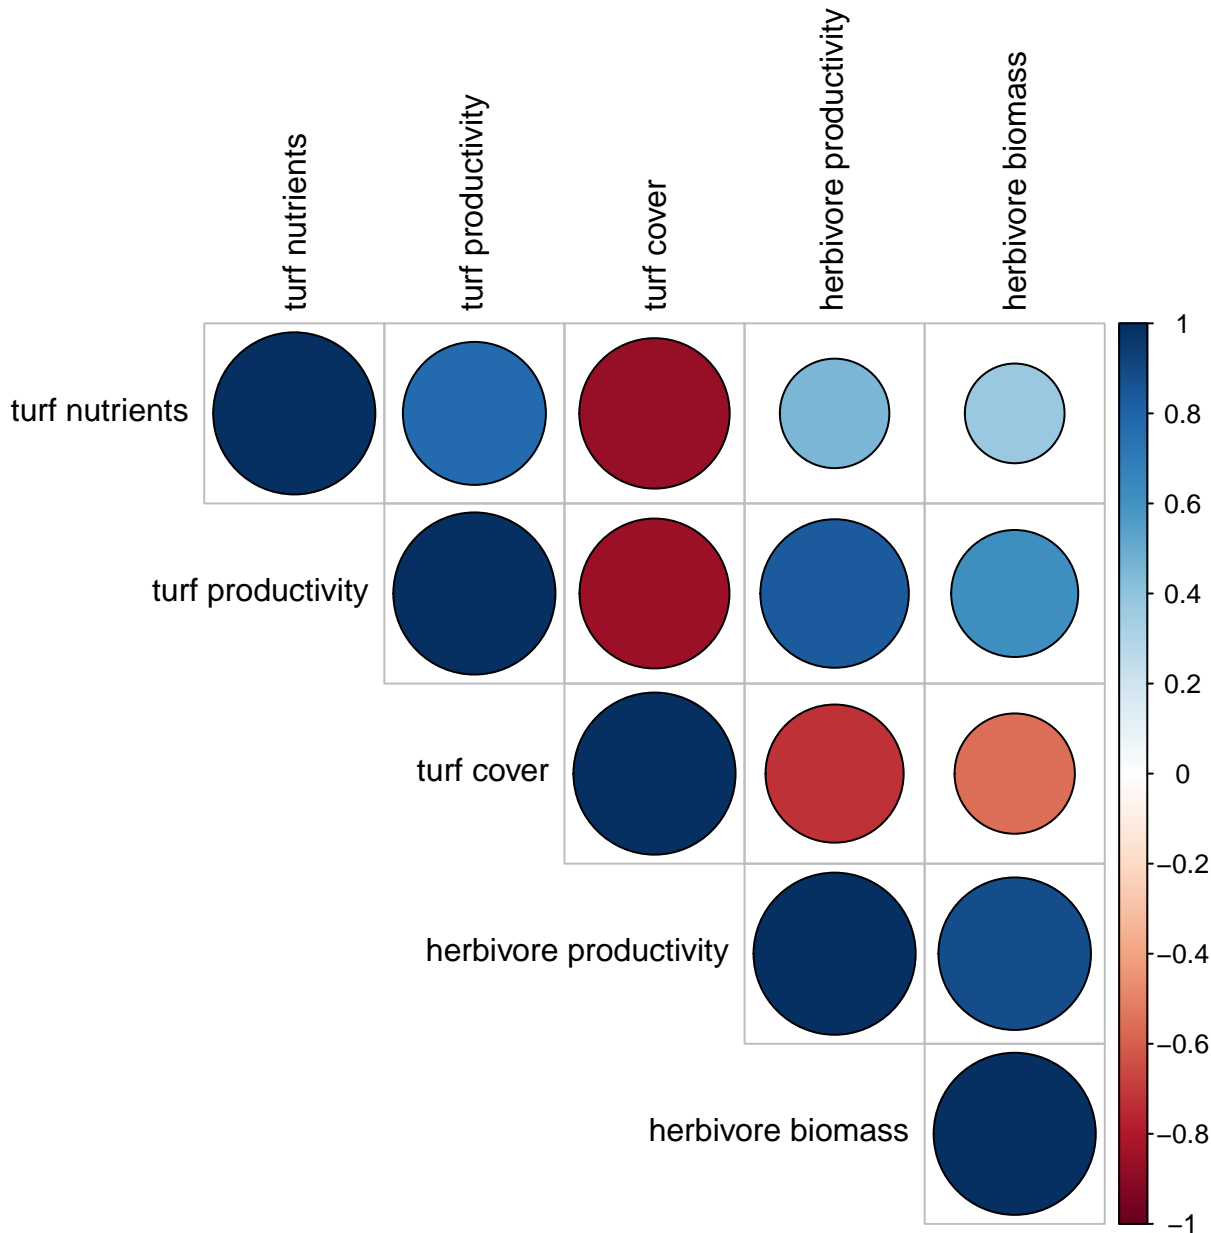 turf nutrients
turf productivity
turf cover
herbivore productivity
herbivore biomass
turf nutrients
turf productivity
turf cover
herbivore productivity
herbivore biomass
1
0.8
0.6
0.4
0.2
0
−0.2
−0.4
−0.6
−0.8
−1